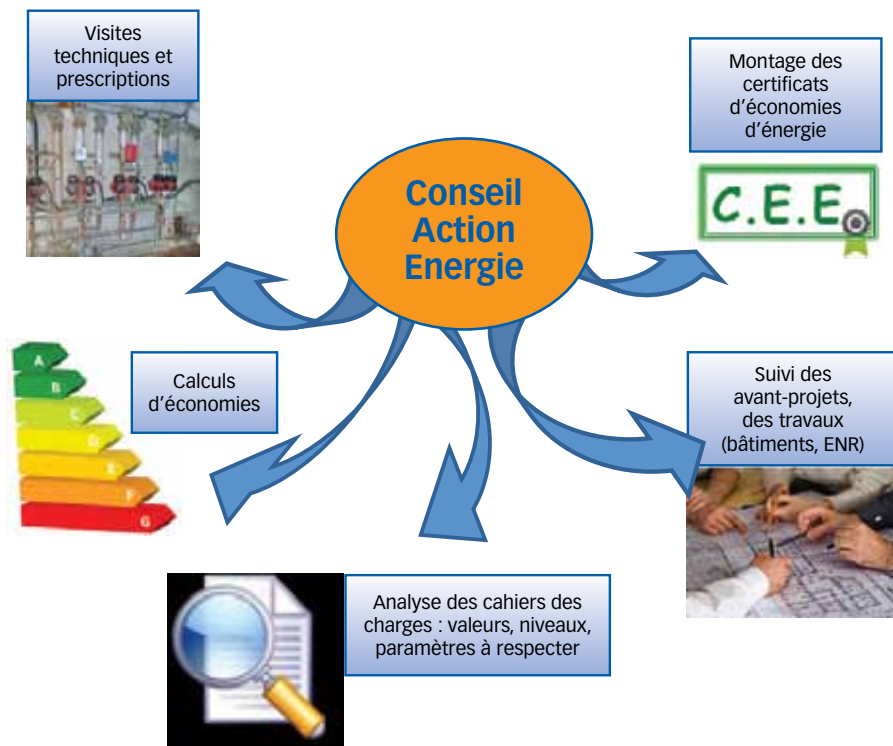 Visites
techniques et
prescriptions
Montage des
certificats
d'économies
d'énergie
Conseil
Action
Energie
C.E.E.
A
B
C
D
E
F
G
Calculs
d'économies
Suivi des
avant-projets,
des travaux
(bâtiments, ENR)
Analyse des cahiers des
charges : valeurs, niveaux,
paramètres à respecter